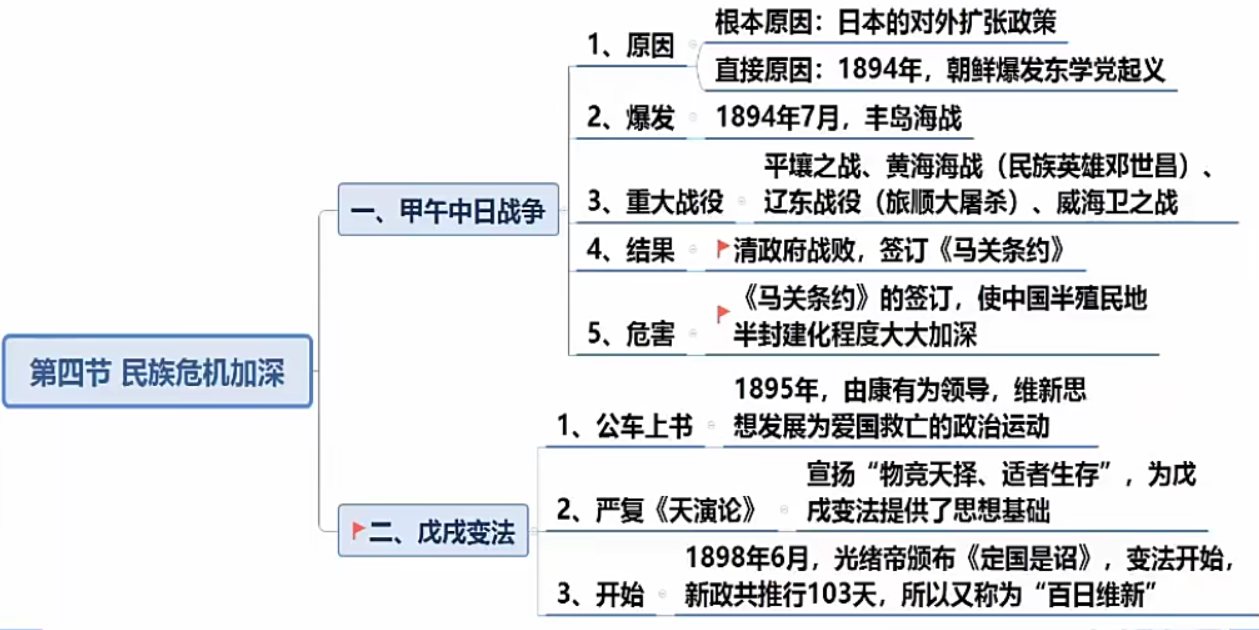 第四节 民族危机加深
一、甲午中日战争
1、原因
根本原因：日本的对外扩张政策
直接原因：1894年，朝鲜爆发东学党起义
2、爆发
1894年7月，丰岛海战
3、重大战役
平壤之战、黄海海战（民族英雄邓世昌）、
辽东战役（旅顺大屠杀）、威海卫之战
4、结果
清政府战败，签订《马关条约》
5、危害
《马关条约》的签订，使中国半殖民地
半封建化程度大大加深
二、戊戌变法
1、公车上书
1895年，由康有为领导，维新思
想发展为爱国救亡的政治运动
2、严复《天演论》
宣扬“物竞天择、适者生存”，为戊
戌变法提供了思想基础
3、开始
1898年6月，光绪帝颁布《定国是诏》，变法开始，
新政共推行103天，所以又称为“百日维新”